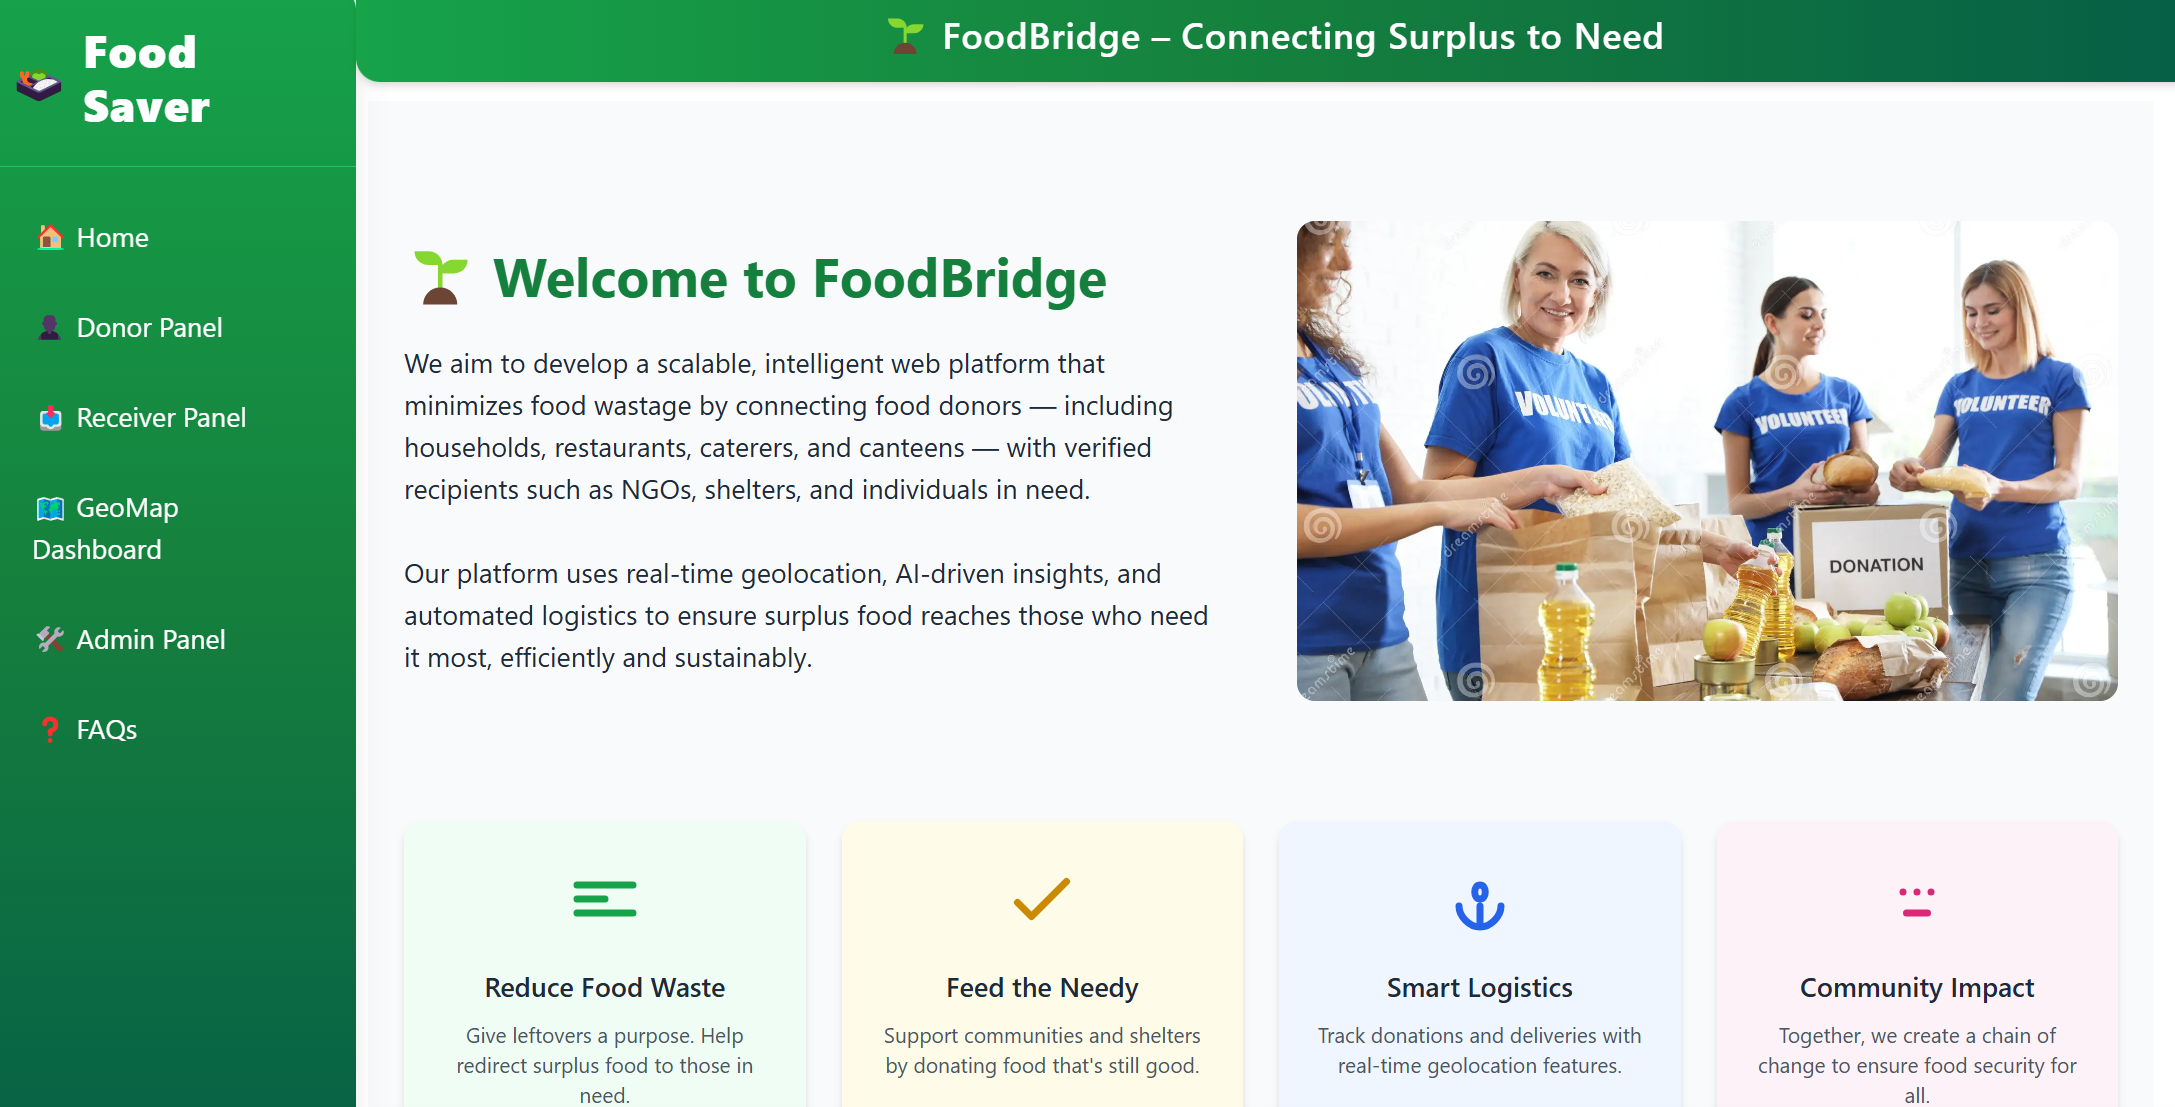 Food
Saver
Home
Donor Panel
Receiver Panel
GeoMap
Dashboard
Admin Panel
FAQs
FoodBridge – Connecting Surplus to Need
Welcome to FoodBridge
We aim to develop a scalable, intelligent web platform that
minimizes food wastage by connecting food donors — including
households, restaurants, caterers, and canteens — with verified
recipients such as NGOs, shelters, and individuals in need.
Our platform uses real-time geolocation, AI-driven insights, and
automated logistics to ensure surplus food reaches those who need
it most, efficiently and sustainably.
VOLUNTEER
VOLUNTEER
VOLUNTEER
DONATION
dreamstime
dreamstime
Reduce Food Waste
Give leftovers a purpose. Help
redirect surplus food to those in
need.
Feed the Needy
Support communities and shelters
by donating food that's still good.
Smart Logistics
Track donations and deliveries with
real-time geolocation features.
Community Impact
Together, we create a chain of
change to ensure food security for
all.